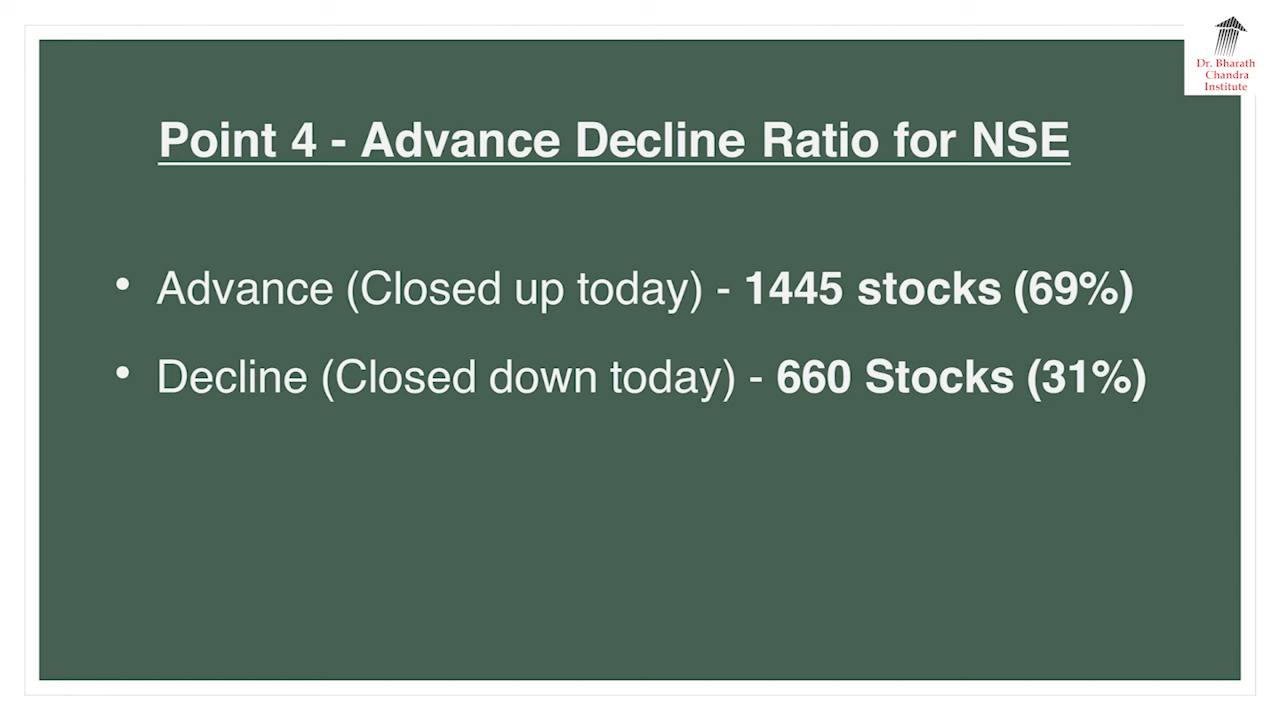 Dr. Bharath
Chandra
Institute
Point 4 - Advance Decline Ratio for NSE
• Advance (Closed up today) - 1445 stocks (69%)
• Decline (Closed down today) - 660 Stocks (31%)